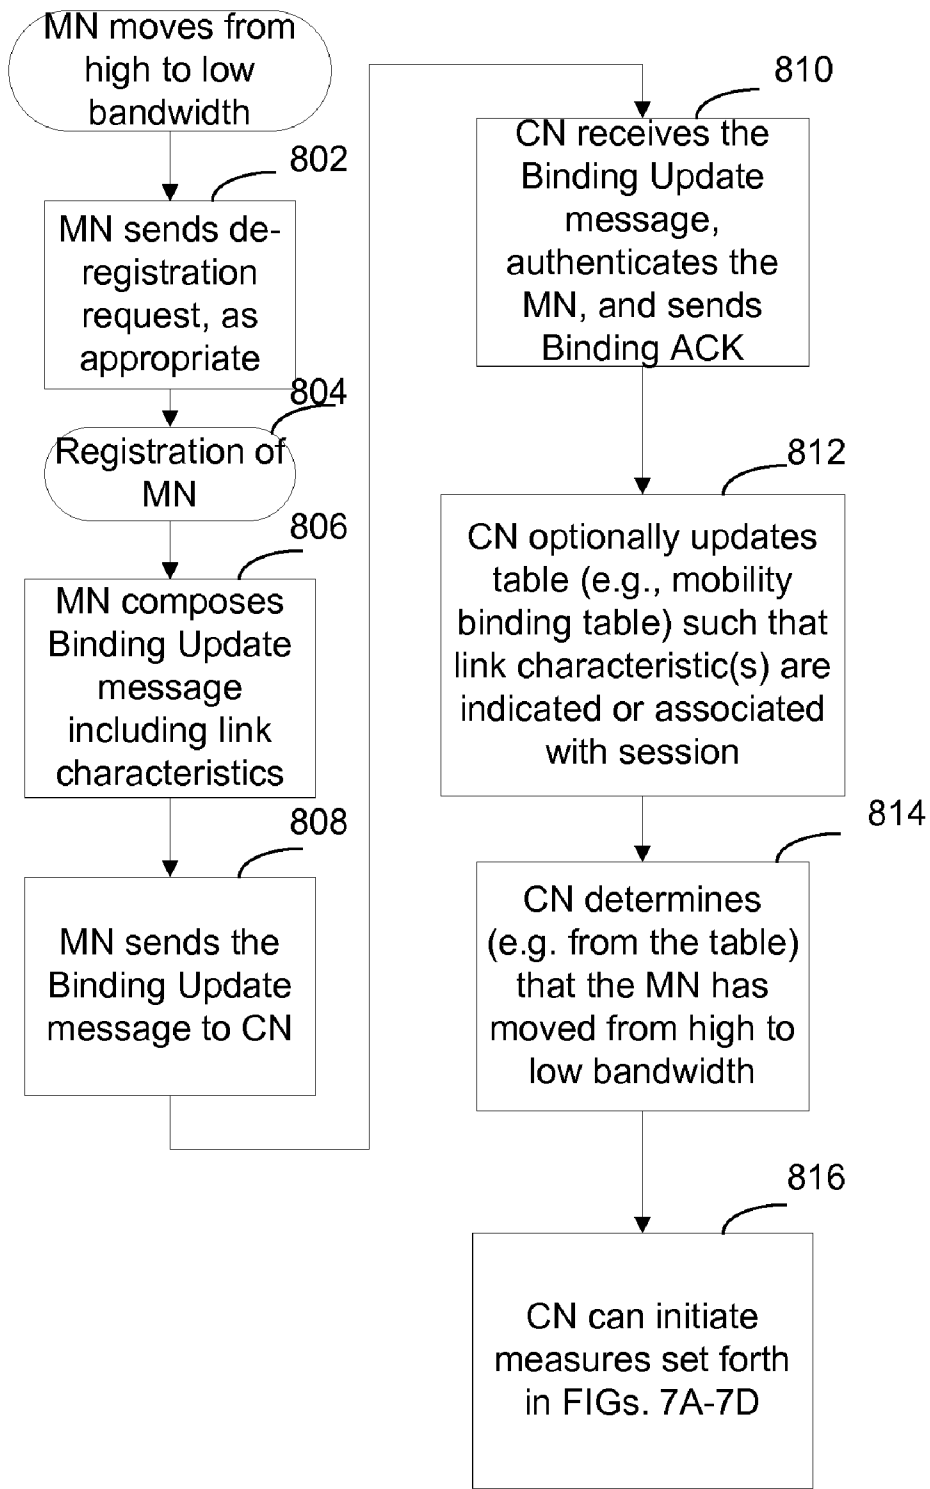 MN moves from
high to low
bandwidth
802
MN sends de-
registration
request, as
appropriate
804
Registration of
MN
806
MN composes
Binding Update
message
including link
characteristics
808
MN sends the
Binding Update
message to CN
810
CN receives the
Binding Update
message,
authenticates the
MN, and sends
Binding ACK
812
CN optionally updates
table (e.g., mobility
binding table) such that
link characteristic(s) are
indicated or associated
with session
814
CN determines
(e.g. from the table)
that the MN has
moved from high to
low bandwidth
816
CN can initiate
measures set forth
in FIGs. 7A-7D